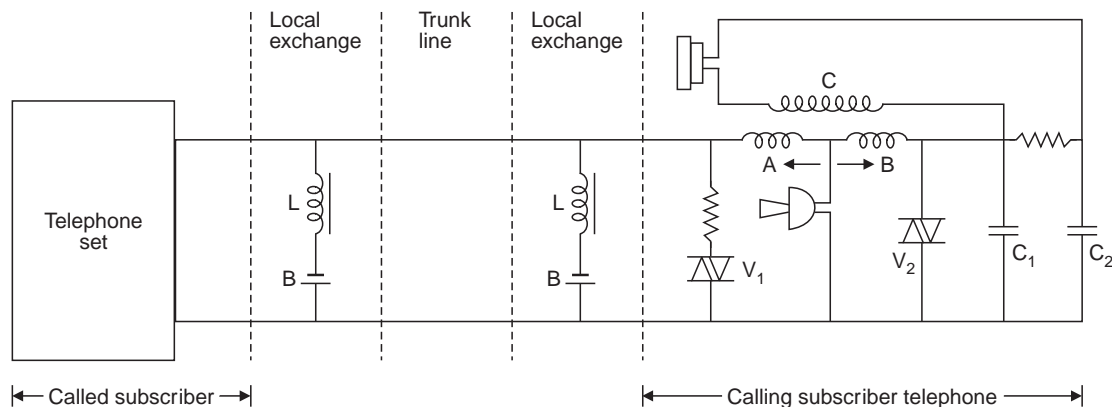 Local
exchange
Trunk
line
Local
exchange
C
A
B
L
L
Telephone
set
B
B
V1
V2
C1
C2
Called subscriber
Calling subscriber telephone